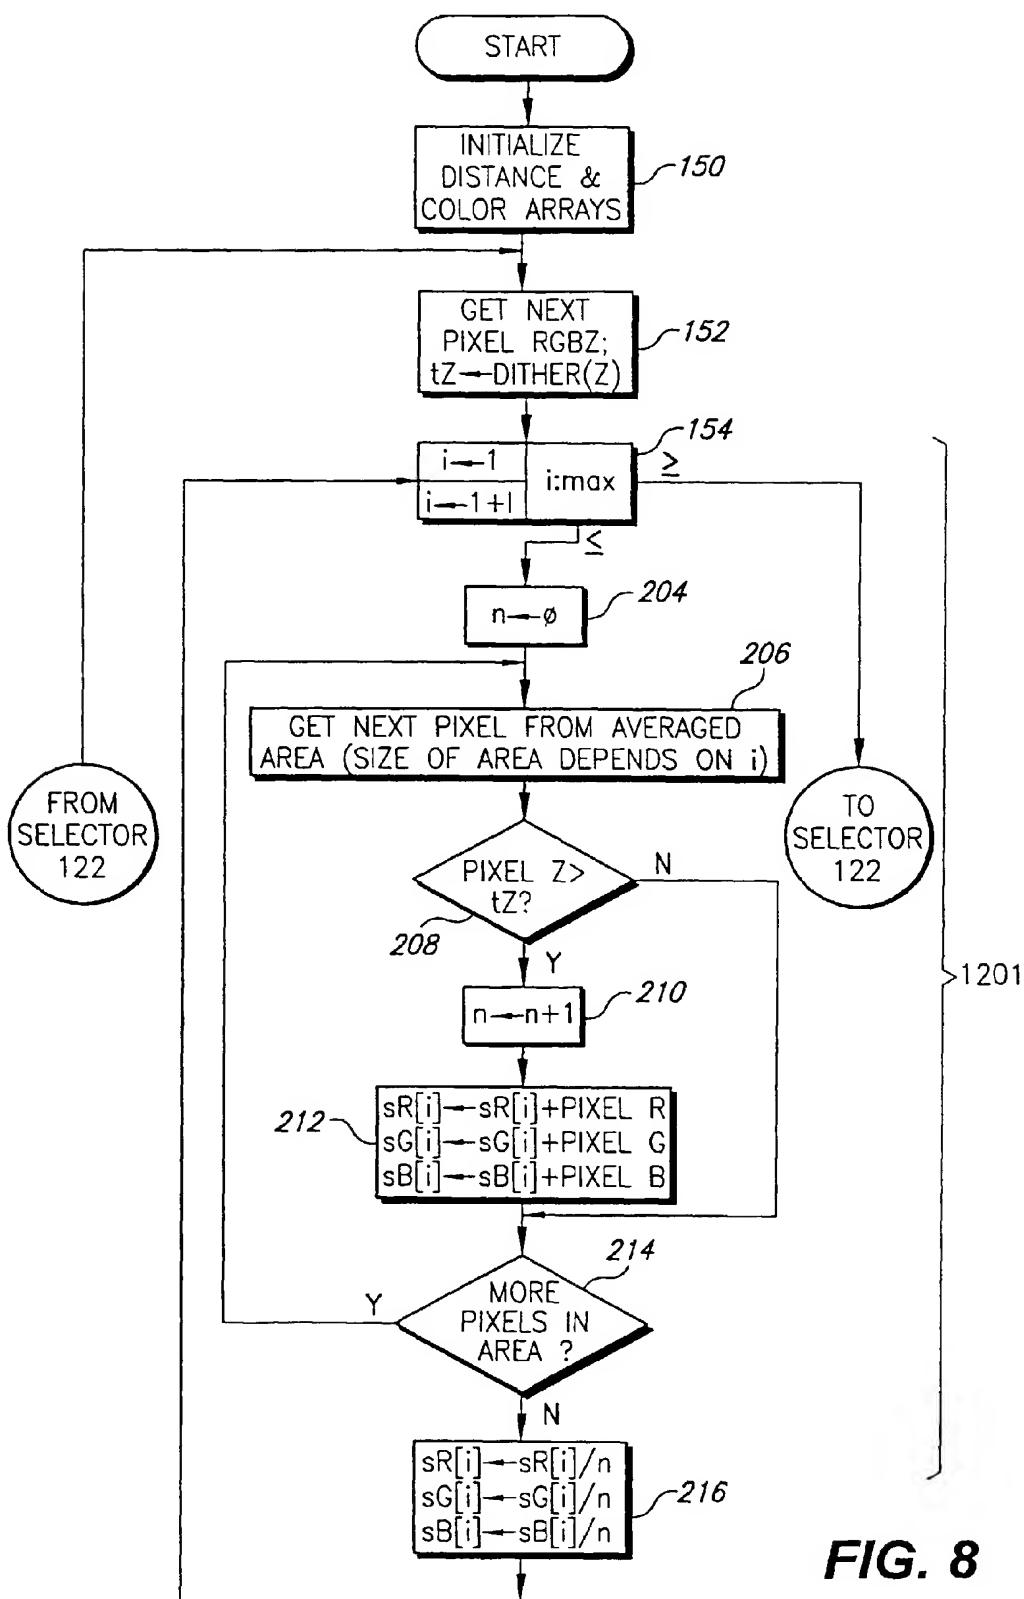 START
INITIALIZE
DISTANCE &
COLOR ARRAYS
150
GET NEXT
PIXEL RGBZ;
tZ←DITHER(Z)
152
154
i←1
i←1+I
i:max
≥
≤
n←ø
204
206
GET NEXT PIXEL FROM AVERAGED
AREA (SIZE OF AREA DEPENDS ON i)
FROM
SELECTOR
122
TO
SELECTOR
122
PIXEL Z>
tZ?
N
208
Y
n←n+1
210
1201
212
sR[i]←sR[i]+PIXEL R
sG[i]←sG[i]+PIXEL G
sB[i]←sB[i]+PIXEL B
214
Y
MORE
PIXELS IN
AREA ?
N
sR[i]←sR[i]/n
sG[i]←sG[i]/n
sB[i]←sB[i]/n
216
FIG. 8